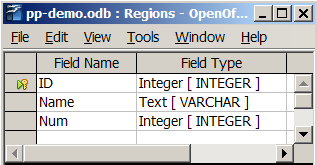 pp-demo.odb : Regions - OpenOf...
File Edit View Tools Window Help
Field Name Field Type
ID Integer [ INTEGER ]
Name Text [ VARCHAR ]
Num Integer [ INTEGER ]